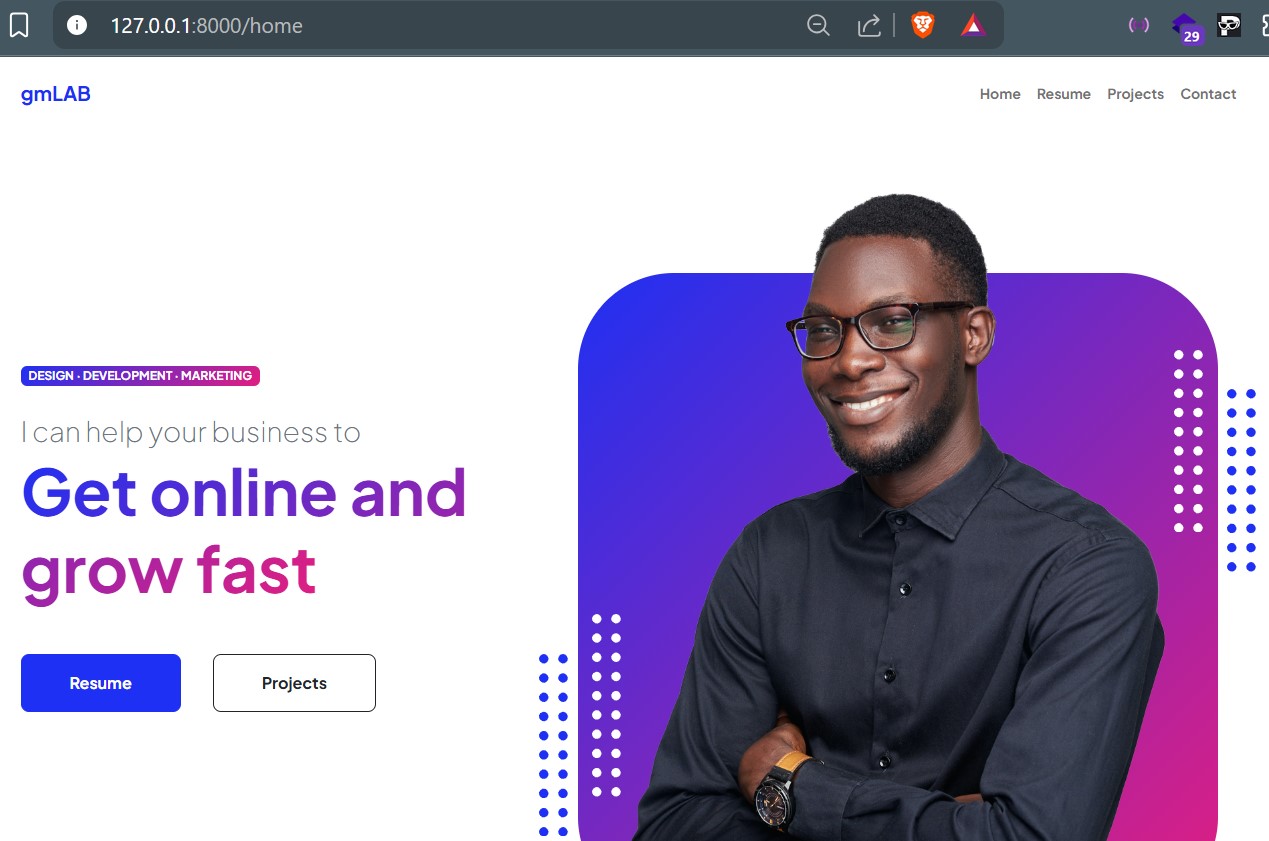 127.0.0.1:8000/home
29
gmLAB
Home Resume Projects Contact
DESIGN · DEVELOPMENT · MARKETING
I can help your business to
Get online and
grow fast
Resume Projects